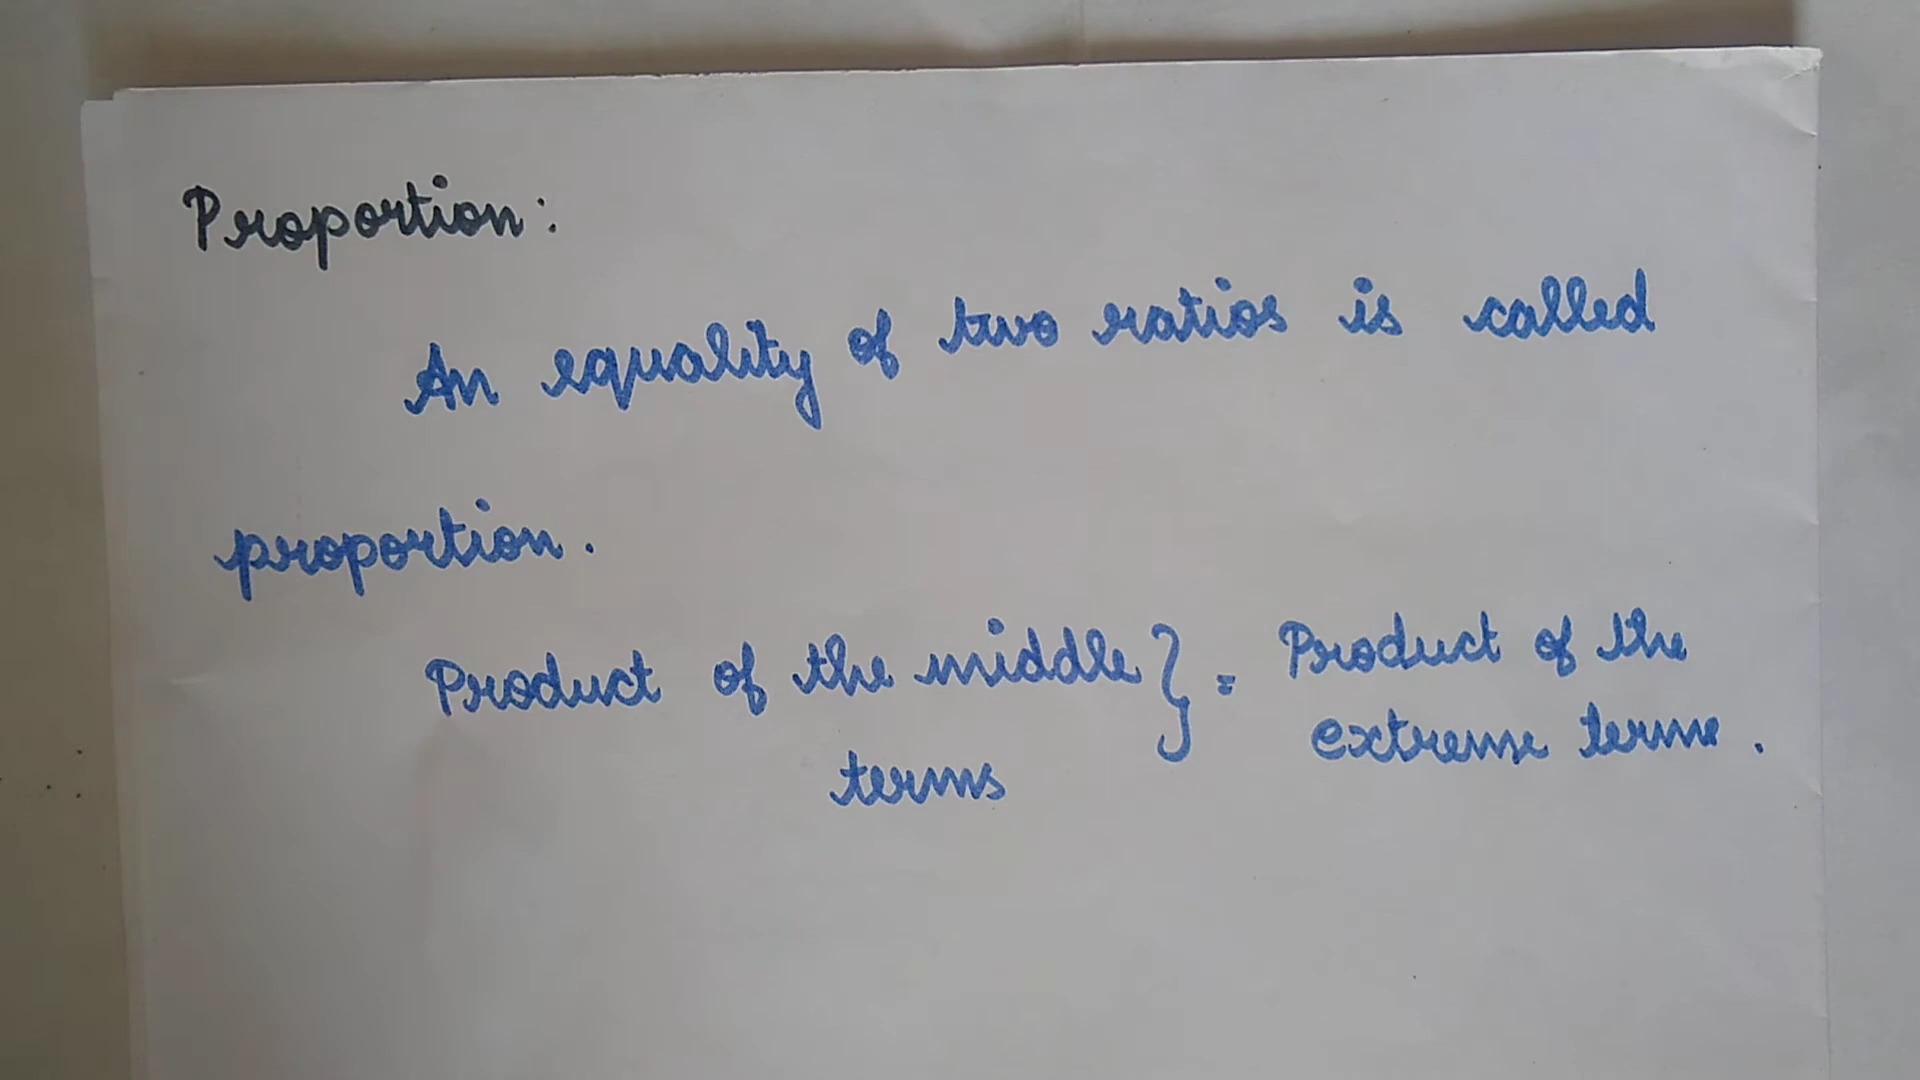 Proportion:
An equality of two ratios is called
proportion.
Product of the middle } = Product of the
terms extreme terms.